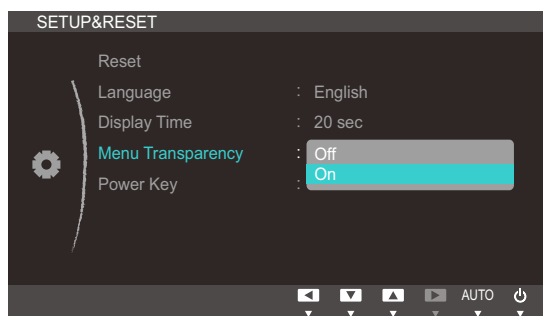 SETUP&RESET
Reset
Language : English
Display Time : 20 sec
Menu Transparency : Off
On
Power Key :
AUTO